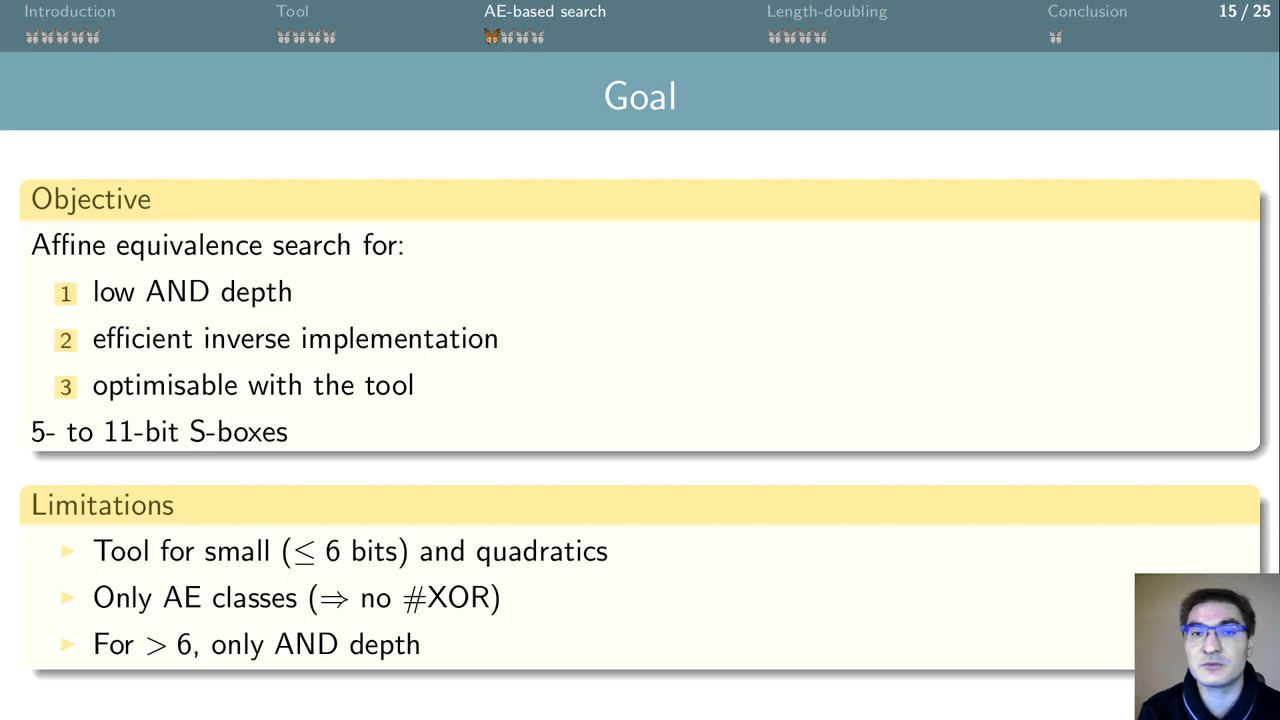 Introduction Tool AE-based search Length-doubling Conclusion 15 / 25
Goal
Objective
Affine equivalence search for:
1 low AND depth
2 efficient inverse implementation
3 optimisable with the tool
5- to 11-bit S-boxes
Limitations
Tool for small (≤ 6 bits) and quadratics
Only AE classes (⇒ no #XOR)
For > 6, only AND depth